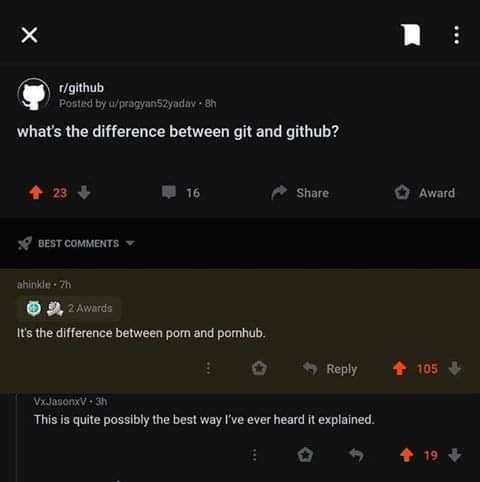 r/github
Posted by u/pragyan52yadav • 8h
what's the difference between git and github?
23
16
Share
Award
BEST COMMENTS
ahinkle • 7h
2 Awards
It's the difference between porn and pornhub.
Reply
105
VxJasonxV • 3h
This is quite possibly the best way I've ever heard it explained.
19